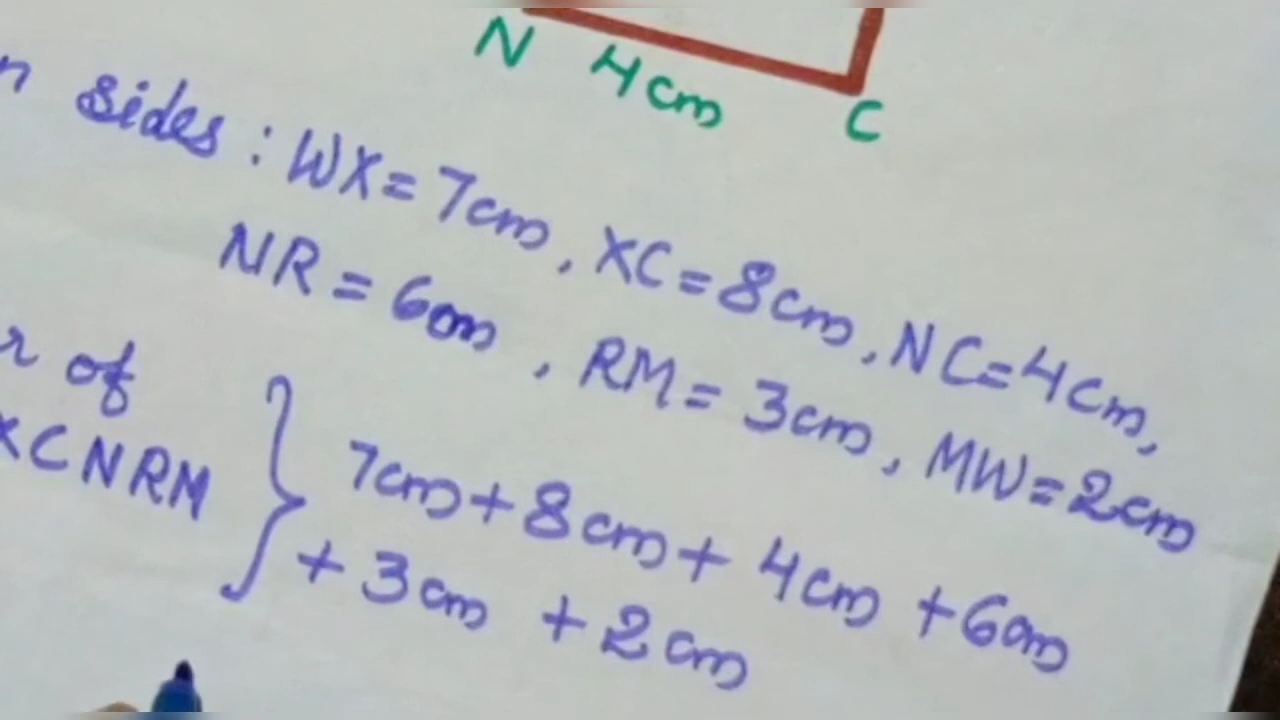 N 4cm C
sides : WX = 7cm, XC = 8cm, NC = 4cm,
NR = 6cm, RM = 3cm, MW = 2cm
of
XCNRM } 7cm + 8cm + 4cm + 6cm
+ 3cm + 2cm